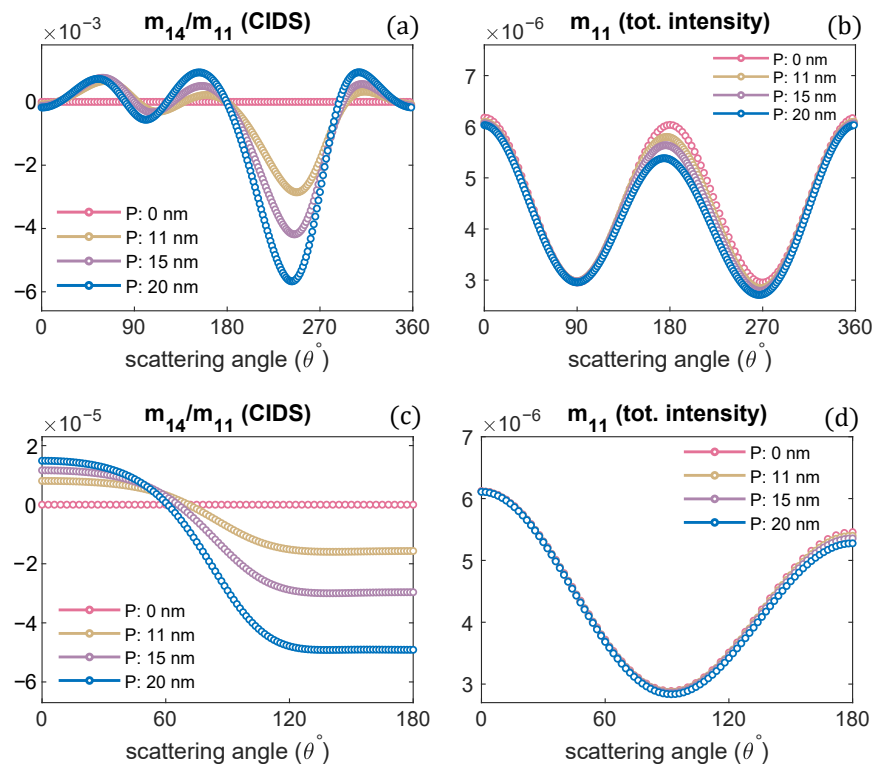 m₁₄/m₁₁ (CIDS) (a)
×10⁻³
0
−2
−4
−6
P: 0 nm
P: 11 nm
P: 15 nm
P: 20 nm
0 90 180 270 360
scattering angle (θ°)
m₁₁ (tot. intensity) (b)
×10⁻⁶
7
6
5
4
3
P: 0 nm
P: 11 nm
P: 15 nm
P: 20 nm
0 90 180 270 360
scattering angle (θ°)
m₁₄/m₁₁ (CIDS) (c)
×10⁻⁵
2
0
−2
−4
−6
P: 0 nm
P: 11 nm
P: 15 nm
P: 20 nm
0 60 120 180
scattering angle (θ°)
m₁₁ (tot. intensity) (d)
×10⁻⁶
7
6
5
4
3
P: 0 nm
P: 11 nm
P: 15 nm
P: 20 nm
0 60 120 180
scattering angle (θ°)